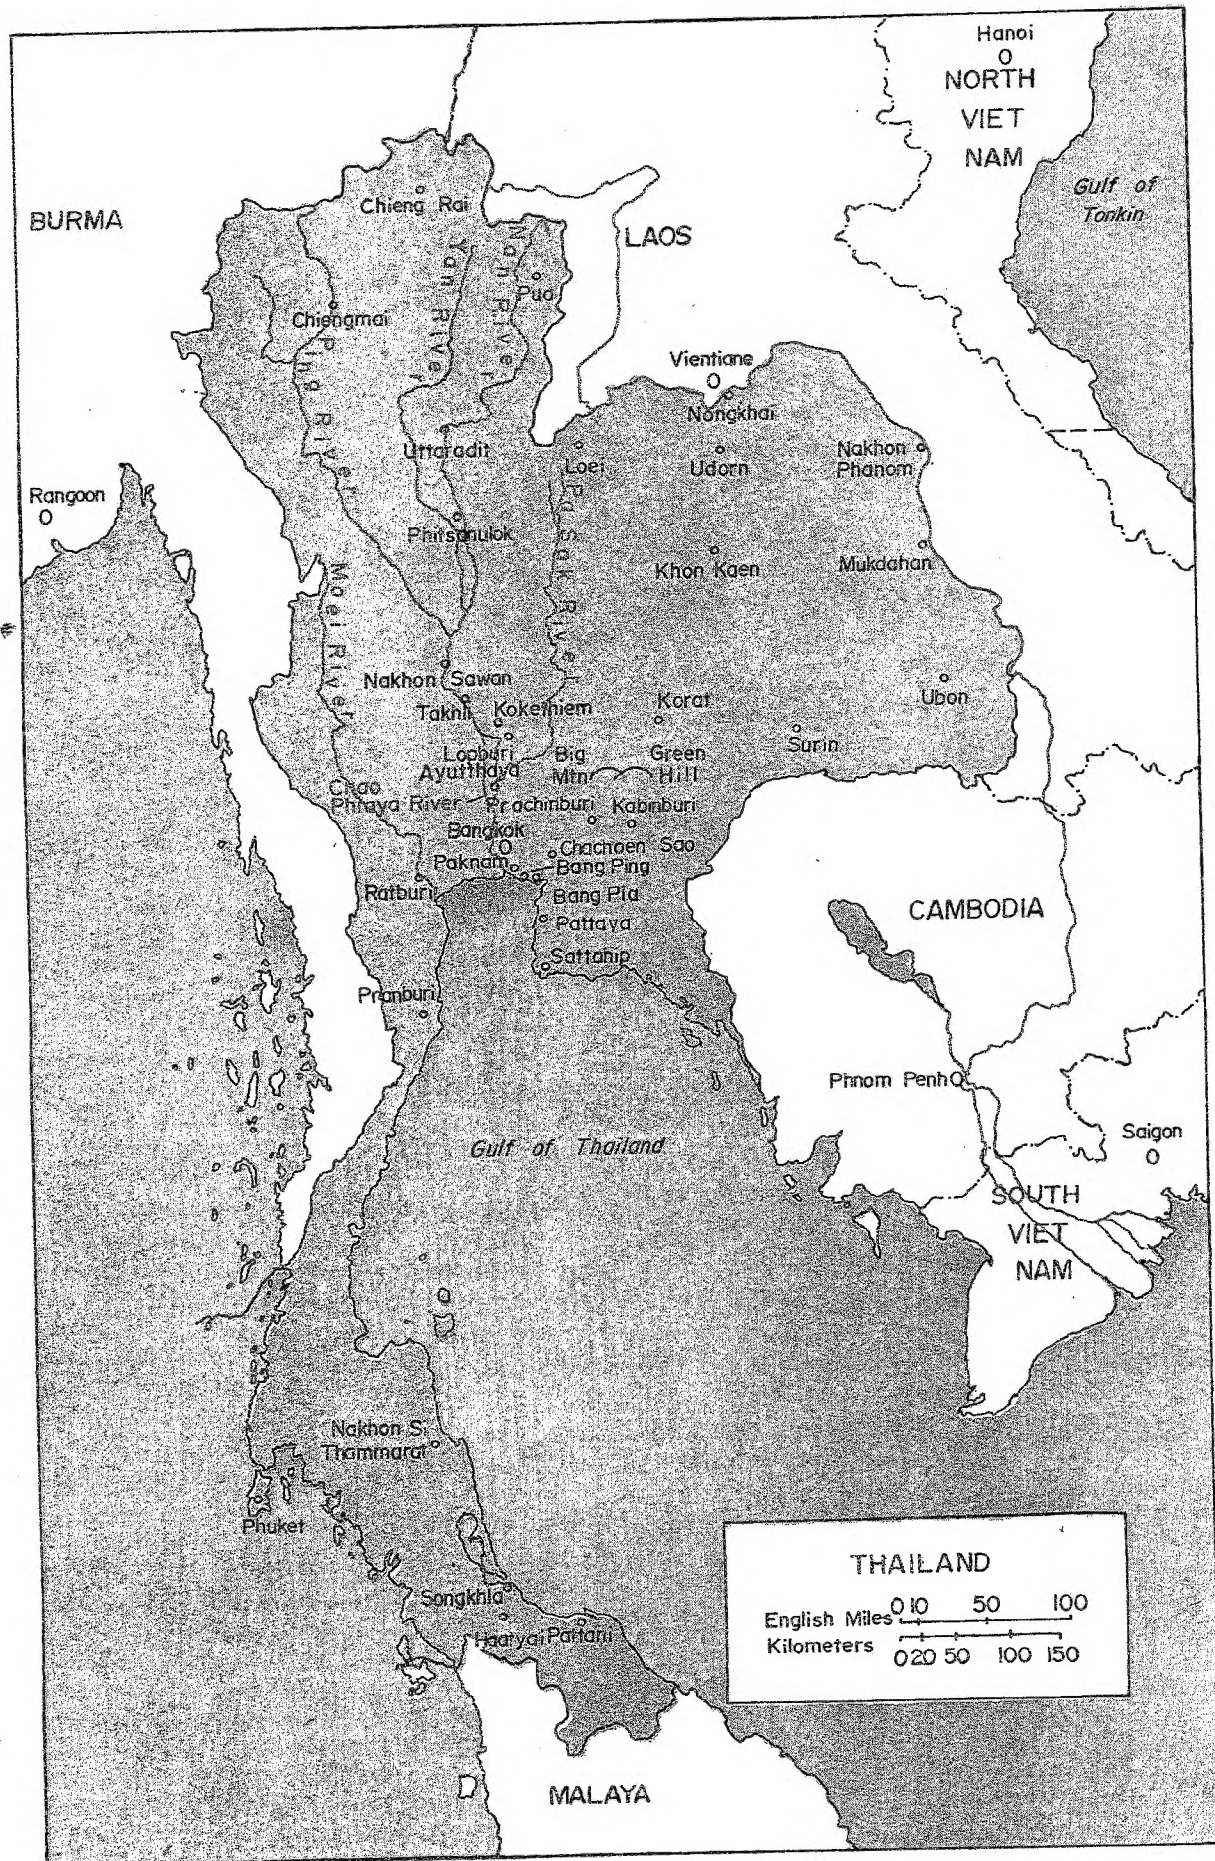 Hanoi
NORTH
VIET
NAM
Gulf of
Tonkin
BURMA
LAOS
Chieng Rai
Yan River
Nan River
Pua
Chiengmai
Ping River
Vientiane
Nongkhai
Uttaradit
Loei
Udorn
Nakhon
Phanom
Rangoon
Phitsanulok
Pa Sak River
Khon Kaen
Mukdahan
Moei River
Nakhon Sawan
Takhli
Kokethiem
Korat
Ubon
Lopburi
Big
Mtn
Green
Hill
Surin
Ayutthaya
Chao
Phraya River
Prachinburi
Kabinburi
Bangkok
Chachoen Sao
Paknam
Bang Ping
Ratburi
Bang Pla
Pattaya
CAMBODIA
Sattahip
Pranburi
Phnom Penh
Gulf of Thailand
Saigon
SOUTH
VIET
NAM
Nakhon S.
Thammarat
Phuket
Songkhla
Haatyai
Pattani
THAILAND
English Miles
0 10 50 100
Kilometers
0 20 50 100 150
MALAYA